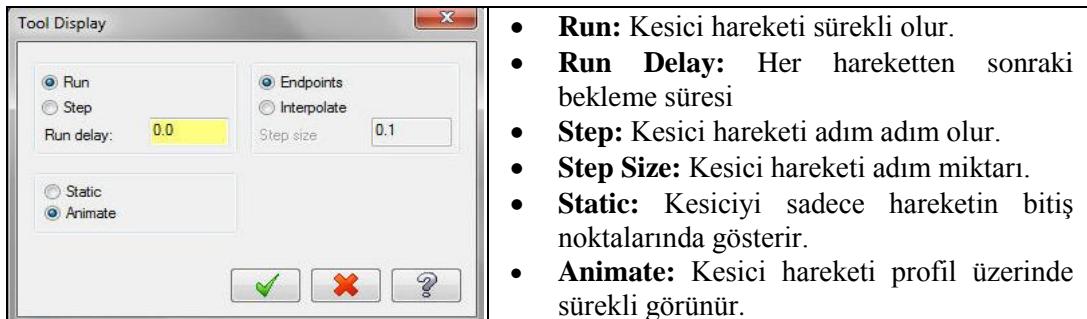 Tool Display
Run
Step
Run delay: 0.0
Endpoints
Interpolate
Step size 0.1
Static
Animate
• Run: Kesici hareketi sürekli olur.
• Run Delay: Her hareketten sonraki
bekleme süresi
• Step: Kesici hareketi adım adım olur.
• Step Size: Kesici hareketi adım miktarı.
• Static: Kesiciyi sadece hareketin bitiş
noktalarında gösterir.
• Animate: Kesici hareketi profil üzerinde
sürekli görünür.